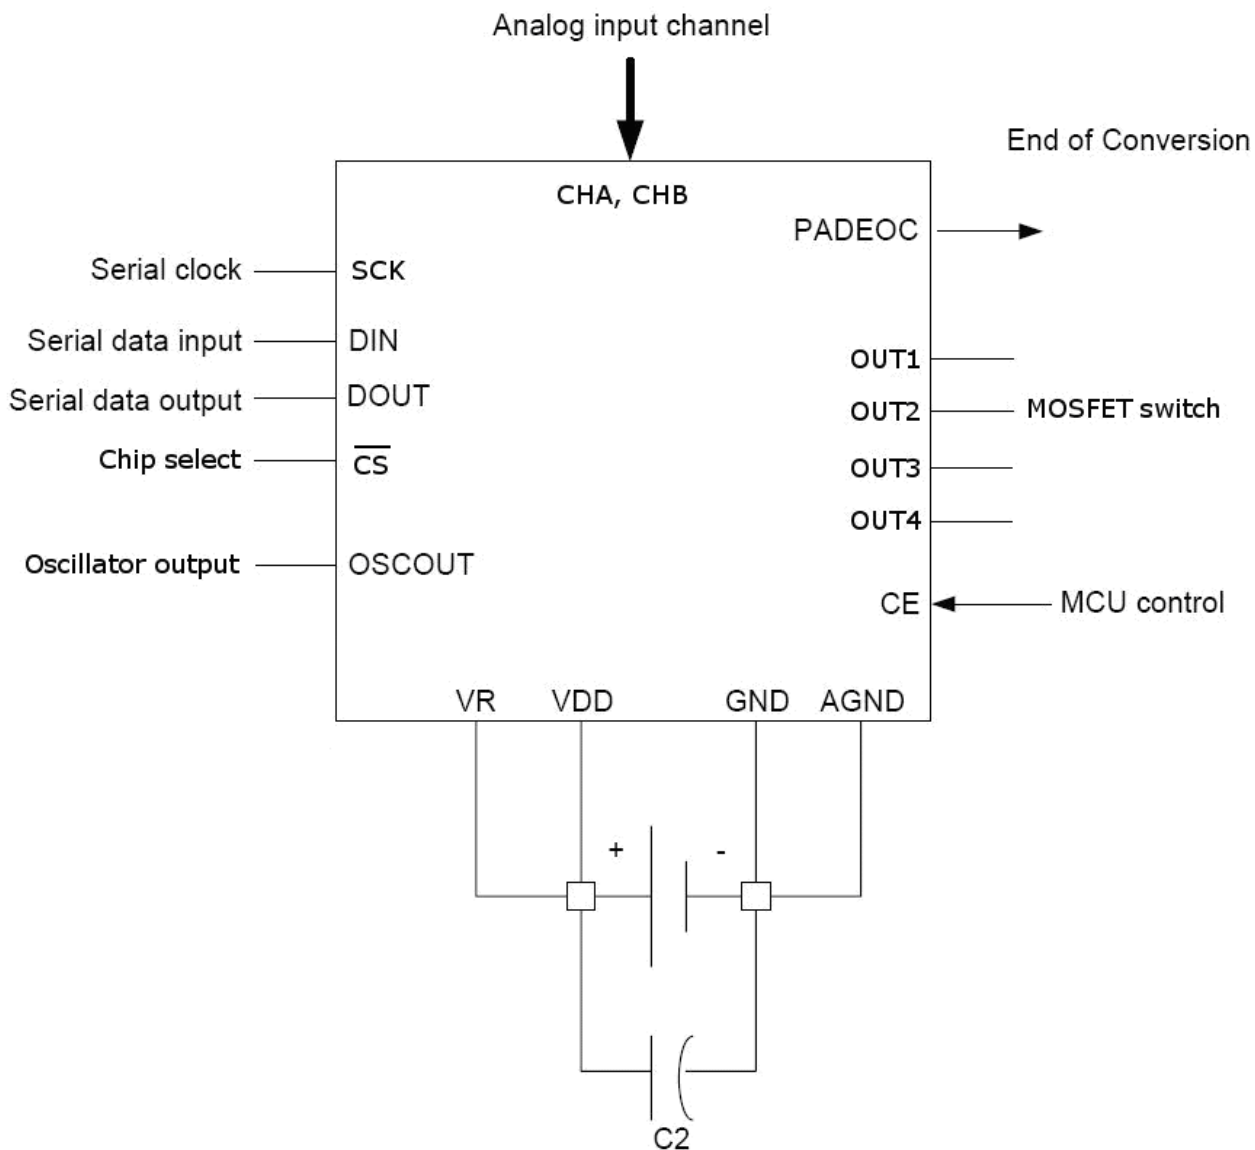 Analog input channel
End of Conversion
CHA, CHB
PADEOC
Serial clock SCK
Serial data input DIN
Serial data output DOUT
Chip select CS
Oscillator output OSCOUT
OUT1
OUT2 MOSFET switch
OUT3
OUT4
CE MCU control
VR VDD GND AGND
+ -
C2